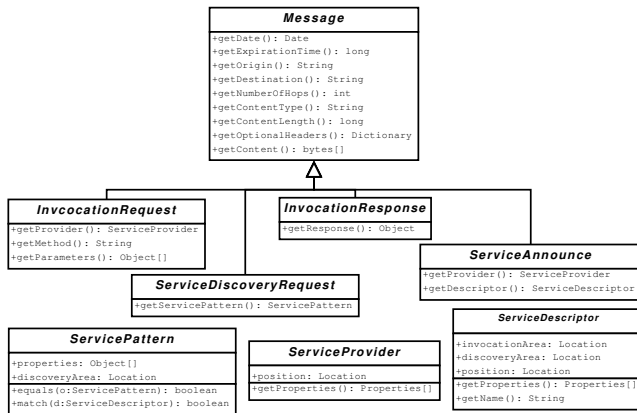 Message
+getDate(): Date
+getExpirationTime(): long
+getOrigin(): String
+getDestination(): String
+getNumberOfHops(): int
+getContentType(): String
+getContentLength(): long
+getOptionalHeaders(): Dictionary
+getContent(): bytes[]
InvcocationRequest
+getProvider(): ServiceProvider
+getMethod(): String
+getParameters(): Object[]
InvocationResponse
+getResponse(): Object
ServiceDiscoveryRequest
+getServicePattern(): ServicePattern
ServiceAnnounce
+getProvider(): ServiceProvider
+getDescriptor(): ServiceDescriptor
ServicePattern
+properties: Object[]
+discoveryArea: Location
+equals(o:ServicePattern): boolean
+match(d:ServiceDescriptor): boolean
ServiceProvider
+position: Location
+getProperties(): Properties[]
ServiceDescriptor
+invocationArea: Location
+discoveryArea: Location
+position: Location
+getProperties(): Properties[]
+getName(): String